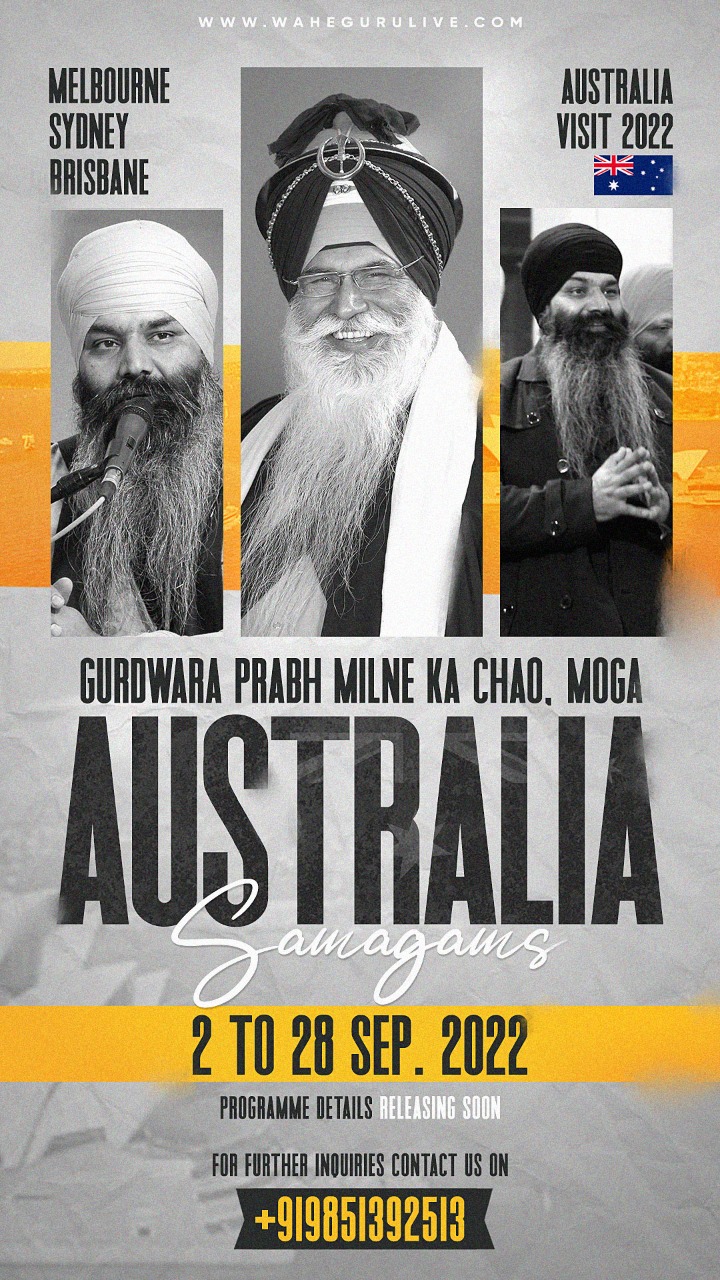 WWW.WAHEGURULIVE.COM
MELBOURNE
SYDNEY
BRISBANE
AUSTRALIA
VISIT 2022
GURDWARA PRABH MILNE KA CHAO, MOGA
AUSTRALIA
Samagams
2 TO 28 SEP. 2022
PROGRAMME DETAILS RELEASING SOON
FOR FURTHER INQUIRIES CONTACT US ON
+919851392513